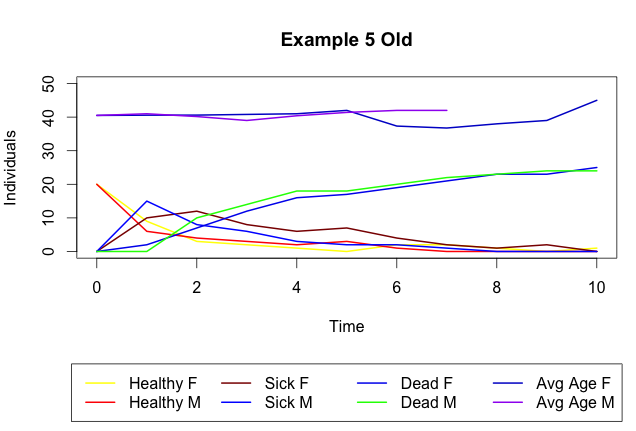 Example 5 Old
50
40
30
20
10
0
Individuals
0 2 4 6 8 10
Time
Healthy F Sick F Dead F Avg Age F
Healthy M Sick M Dead M Avg Age M